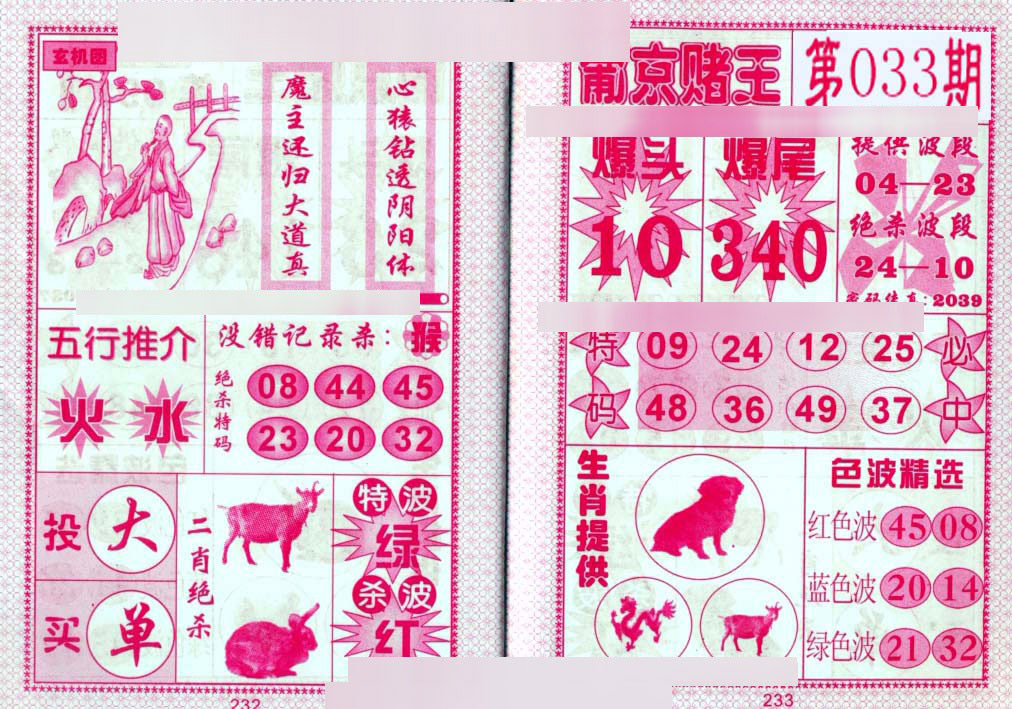 玄机图
魔主还归大道真
心猿钻透阴阳体
五行推介
火 水
没错记录杀：猴
绝杀特码
08 44 45
23 20 32
投 大
买 单
二肖绝杀
特波
绿
杀波
红
232
葡京赌王
第033期
爆头 爆尾
10 340
提供波段
04—23
绝杀波段
24—10
密码传真:2039
特码
09 24 12 25
48 36 49 37
必中
生肖提供
色波精选
红色波 45 08
蓝色波 20 14
绿色波 21 32
233